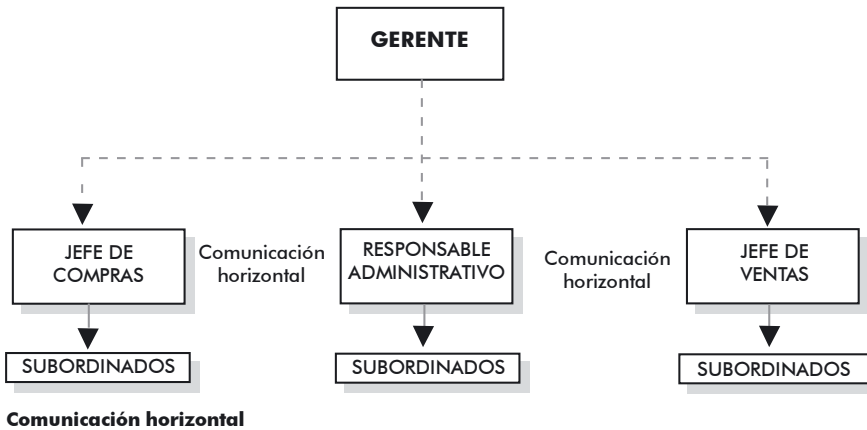 GERENTE
JEFE DE
COMPRAS
Comunicación
horizontal
RESPONSABLE
ADMINISTRATIVO
Comunicación
horizontal
JEFE DE
VENTAS
SUBORDINADOS
SUBORDINADOS
SUBORDINADOS
Comunicación horizontal